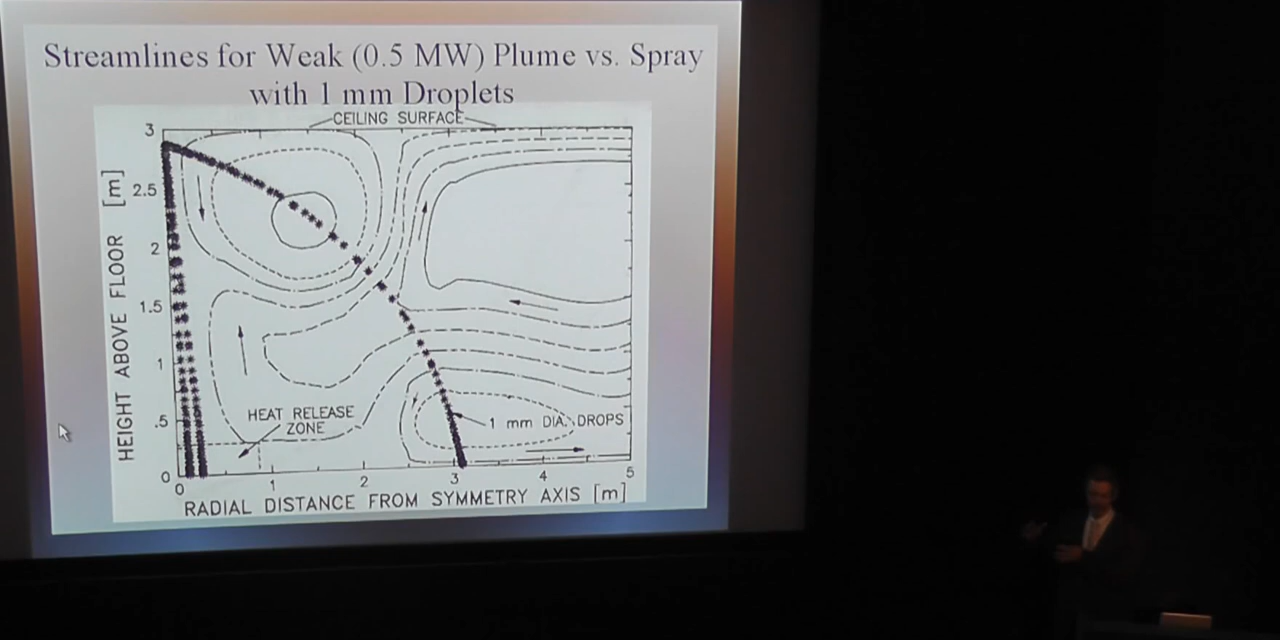 Streamlines for Weak (0.5 MW) Plume vs. Spray
with 1 mm Droplets
CEILING SURFACE
3
2.5
2
1.5
1
.5
0
HEIGHT ABOVE FLOOR [m]
HEAT RELEASE
ZONE
1 mm DIA. DROPS
0 1 2 3 4 5
RADIAL DISTANCE FROM SYMMETRY AXIS [m]